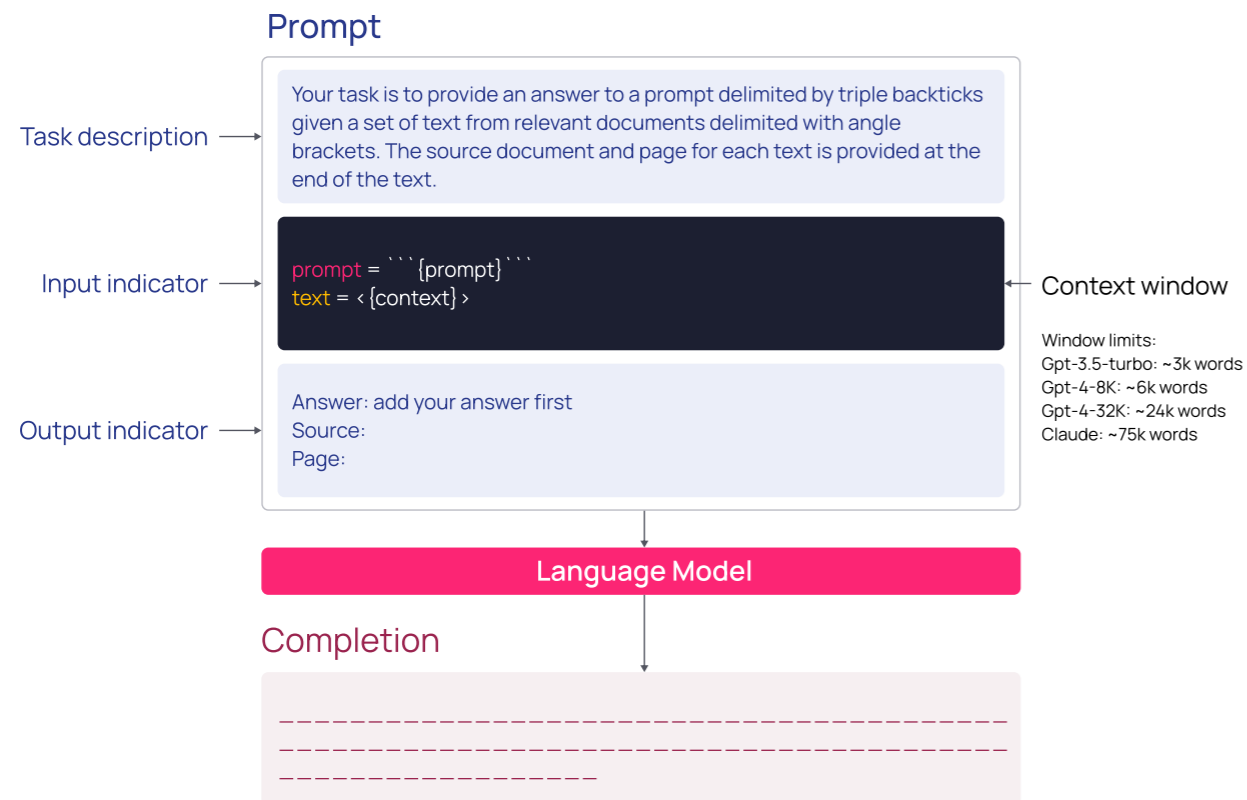 Prompt
Task description
Your task is to provide an answer to a prompt delimited by triple backticks
given a set of text from relevant documents delimited with angle
brackets. The source document and page for each text is provided at the
end of the text.
Input indicator
prompt = ```{prompt}```
text = <{context}>
Context window
Window limits:
Gpt-3.5-turbo: ~3k words
Gpt-4-8K: ~6k words
Gpt-4-32K: ~24k words
Claude: ~75k words
Output indicator
Answer: add your answer first
Source:
Page:
Language Model
Completion